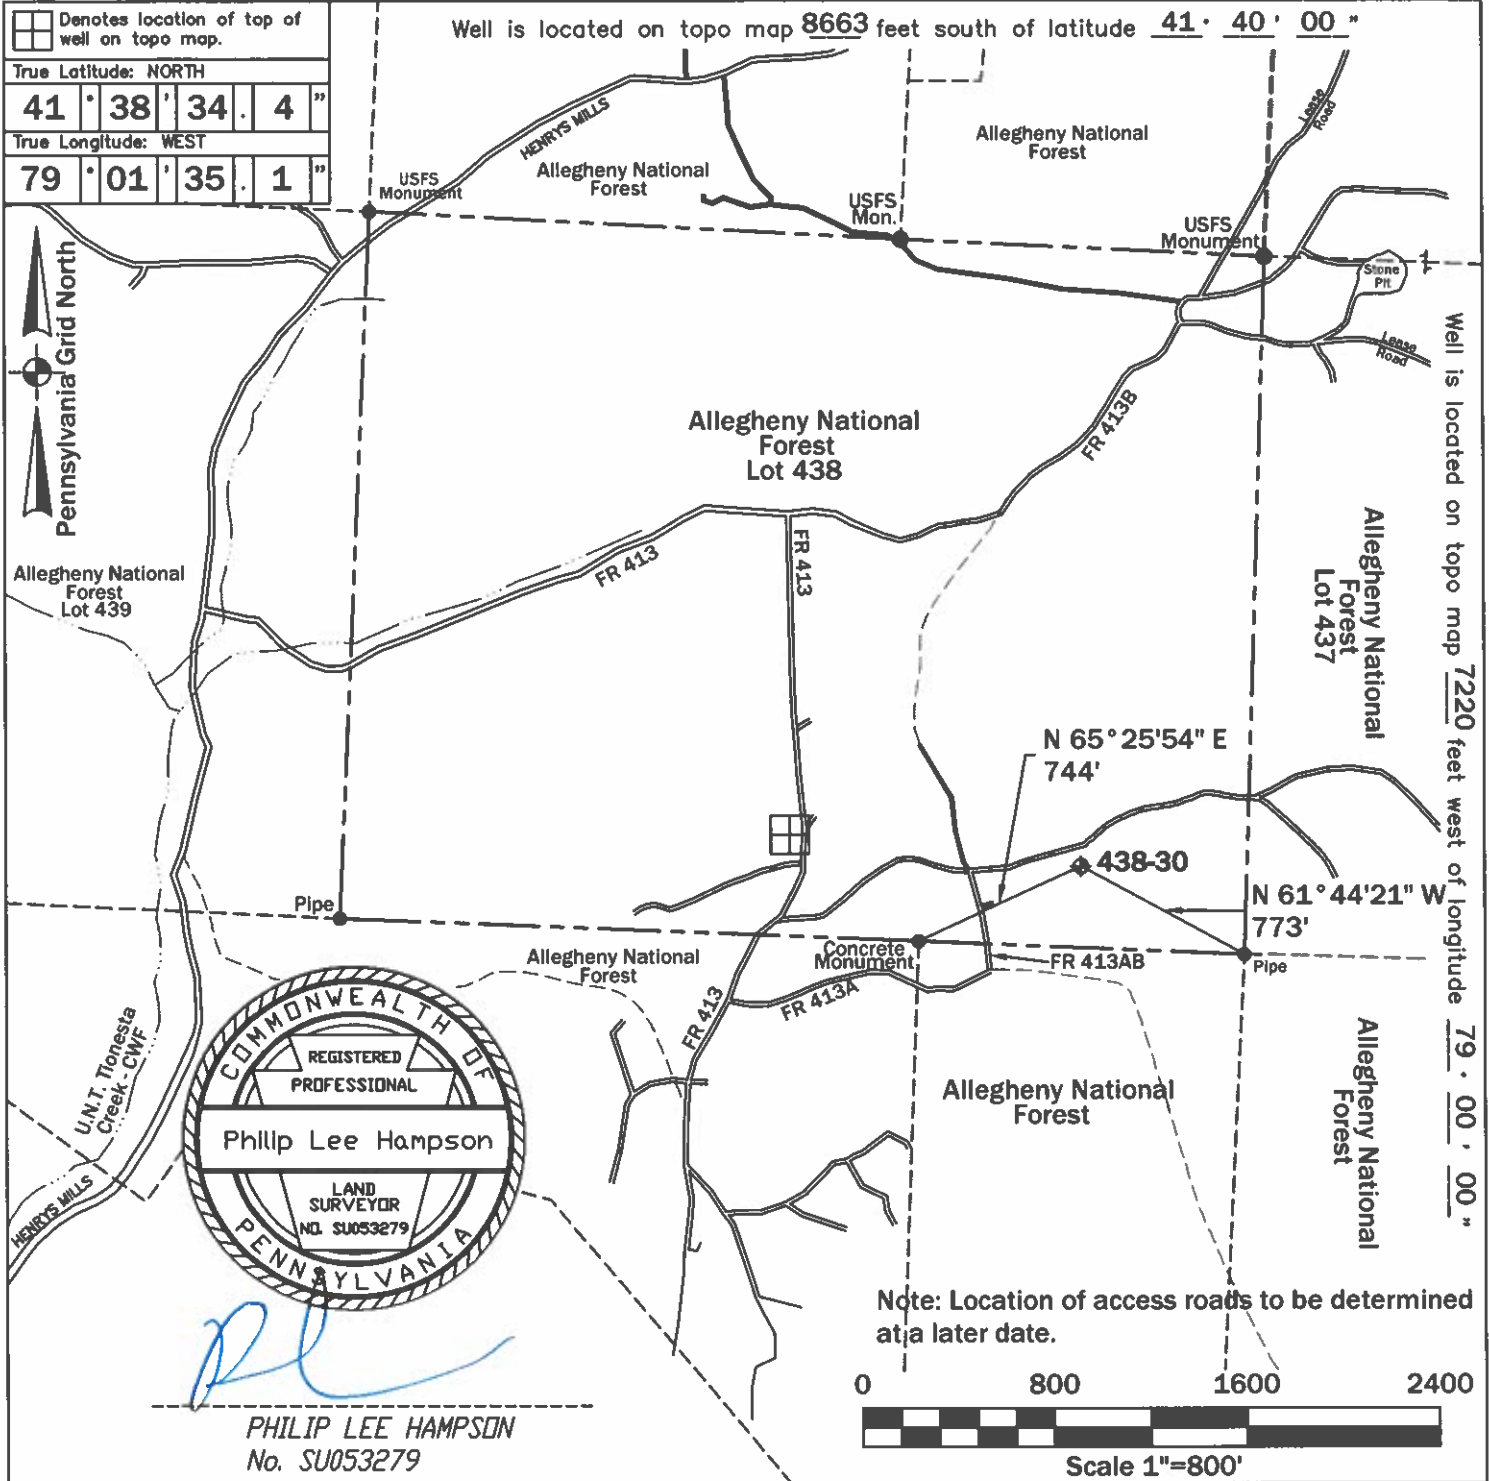 Denotes location of top of
well on topo map.
True Latitude: NORTH
41 ° 38 ' 34 . 4 "
True Longitude: WEST
79 ° 01 ' 35 . 1 "
Well is located on topo map 8663 feet south of latitude 41 ° 40 ' 00 "
HENRYS MILLS
Allegheny National
Forest
Allegheny National
Forest
Lease
Road
USFS
Monument
USFS
Mon.
USFS
Monument
Stone
Pit
Lease
Road
Pennsylvania Grid North
Well is located on topo map 7220 feet west of longitude 79 ° 00 ' 00 "
Allegheny National
Forest
Lot 438
FR 413B
FR 413
FR 413
Allegheny National
Forest
Lot 439
Allegheny National
Forest
Lot 437
N 65°25'54" E
744'
438-30
N 61°44'21" W
773'
Pipe
Concrete
Monument
FR 413AB
Pipe
Allegheny National
Forest
FR 413A
FR 413
U.N.T. Tionesta
Creek - CWF
HENRYS MILLS
COMMONWEALTH OF
REGISTERED
PROFESSIONAL
Philip Lee Hampson
LAND
SURVEYOR
NO. SU053279
PENNSYLVANIA
Allegheny National
Forest
Allegheny National
Forest
Note: Location of access roads to be determined
at a later date.
PHILIP LEE HAMPSON
No. SU053279
0 800 1600 2400
Scale 1"=800'